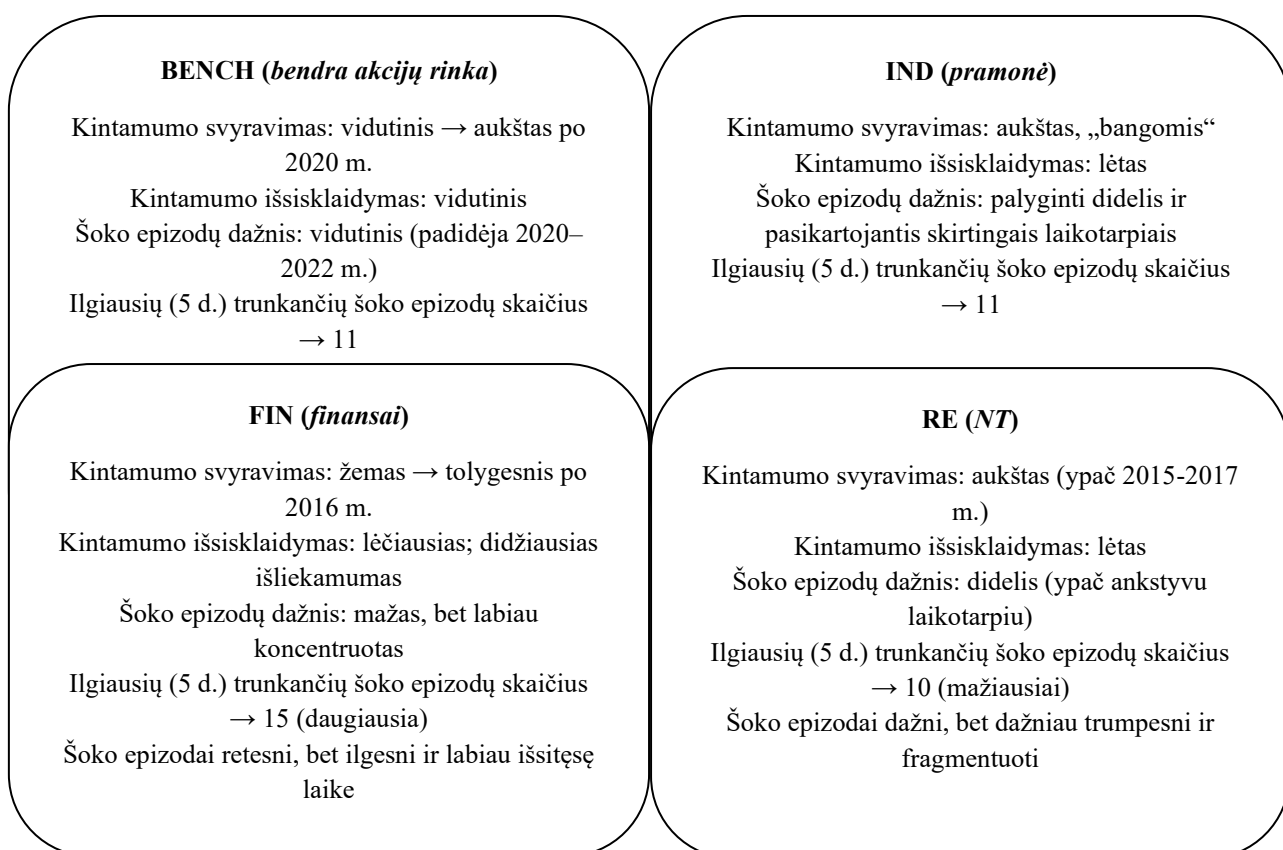 BENCH (bendra akcijų rinka)
Kintamumo svyravimas: vidutinis → aukštas po
2020 m.
Kintamumo išsisklaidymas: vidutinis
Šoko epizodų dažnis: vidutinis (padidėja 2020–
2022 m.)
Ilgiausių (5 d.) trunkančių šoko epizodų skaičius
→ 11
IND (pramonė)
Kintamumo svyravimas: aukštas, „bangomis“
Kintamumo išsisklaidymas: lėtas
Šoko epizodų dažnis: palyginti didelis ir
pasikartojantis skirtingais laikotarpiais
Ilgiausių (5 d.) trunkančių šoko epizodų skaičius
→ 11
FIN (finansai)
Kintamumo svyravimas: žemas → tolygesnis po
2016 m.
Kintamumo išsisklaidymas: lėčiausias; didžiausias
išliekamumas
Šoko epizodų dažnis: mažas, bet labiau
koncentruotas
Ilgiausių (5 d.) trunkančių šoko epizodų skaičius
→ 15 (daugiausia)
Šoko epizodai retesni, bet ilgesni ir labiau išsitęsę
laike
RE (NT)
Kintamumo svyravimas: aukštas (ypač 2015-2017
m.)
Kintamumo išsisklaidymas: lėtas
Šoko epizodų dažnis: didelis (ypač ankstyvu
laikotarpiu)
Ilgiausių (5 d.) trunkančių šoko epizodų skaičius
→ 10 (mažiausiai)
Šoko epizodai dažni, bet dažniau trumpesni ir
fragmentuoti